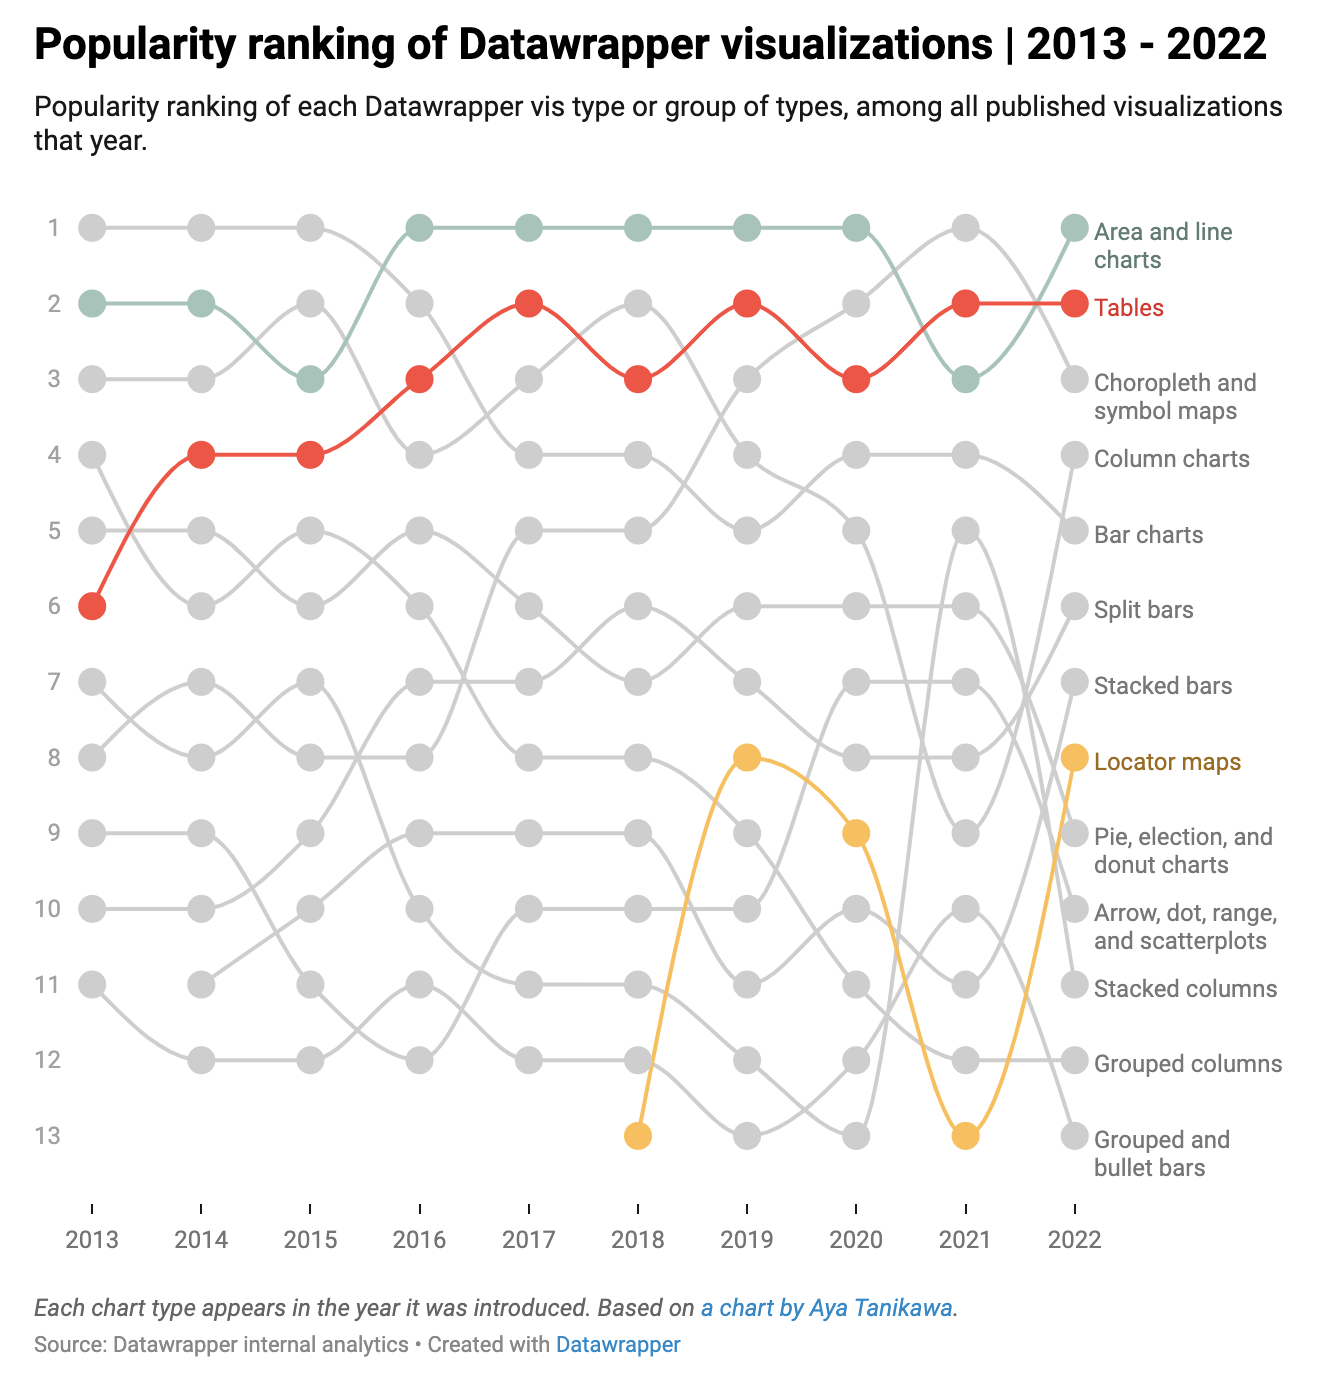 Popularity ranking of Datawrapper visualizations | 2013 - 2022
Popularity ranking of each Datawrapper vis type or group of types, among all published visualizations
that year.
1
2
3
4
5
6
7
8
9
10
11
12
13
Area and line
charts
Tables
Choropleth and
symbol maps
Column charts
Bar charts
Split bars
Stacked bars
Locator maps
Pie, election, and
donut charts
Arrow, dot, range,
and scatterplots
Stacked columns
Grouped columns
Grouped and
bullet bars
2013 2014 2015 2016 2017 2018 2019 2020 2021 2022
Each chart type appears in the year it was introduced. Based on a chart by Aya Tanikawa.
Source: Datawrapper internal analytics • Created with Datawrapper